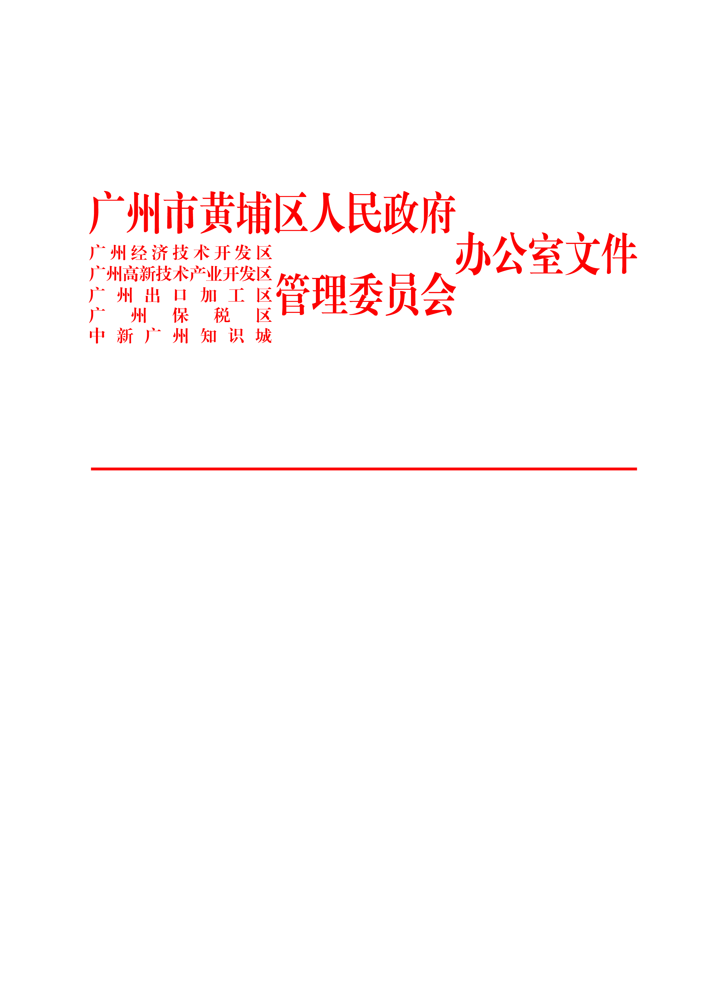 广州市黄埔区人民政府
办公室文件
广州经济技术开发区
广州高新技术产业开发区
广州出口加工区
广州保税区
中新广州知识城
管理委员会